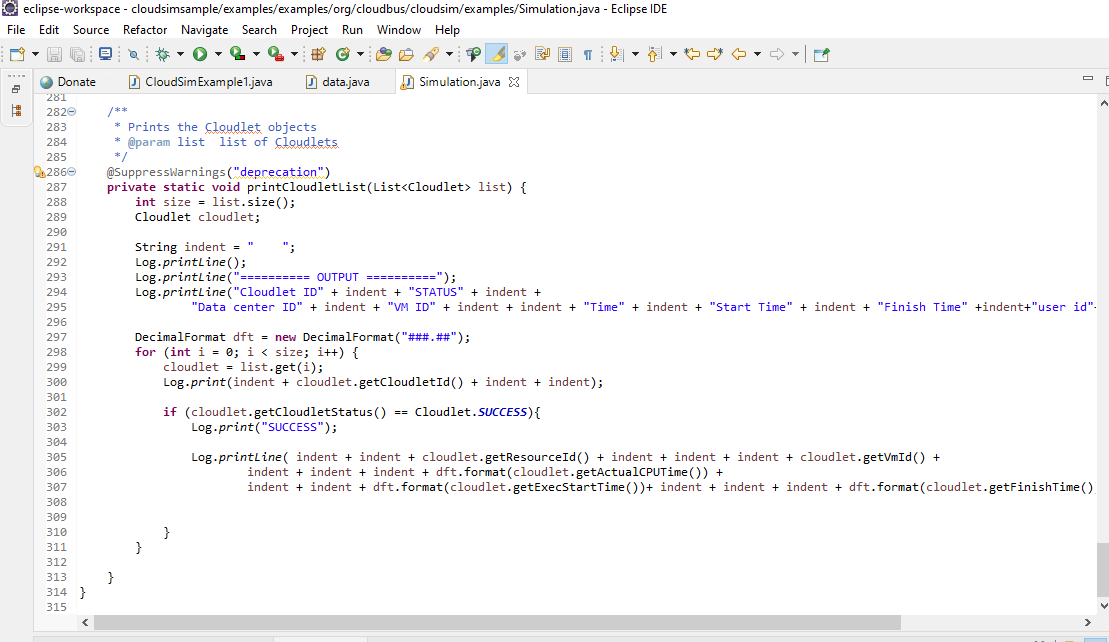 eclipse-workspace - cloudsimsample/examples/examples/org/cloudbus/cloudsim/examples/Simulation.java - Eclipse IDE
File Edit Source Refactor Navigate Search Project Run Window Help
Donate CloudSimExample1.java data.java Simulation.java
281
282 /**
283 * Prints the Cloudlet objects
284 * @param list list of Cloudlets
285 */
286 @SuppressWarnings("deprecation")
287 private static void printCloudletList(List<Cloudlet> list) {
288 int size = list.size();
289 Cloudlet cloudlet;
290
291 String indent = "    ";
292 Log.printLine();
293 Log.printLine("========== OUTPUT ==========");
294 Log.printLine("Cloudlet ID" + indent + "STATUS" + indent +
295 "Data center ID" + indent + "VM ID" + indent + indent + "Time" + indent + "Start Time" + indent + "Finish Time" +indent+"user id"+
296
297 DecimalFormat dft = new DecimalFormat("###.##");
298 for (int i = 0; i < size; i++) {
299 cloudlet = list.get(i);
300 Log.print(indent + cloudlet.getCloudletId() + indent + indent);
301
302 if (cloudlet.getCloudletStatus() == Cloudlet.SUCCESS){
303 Log.print("SUCCESS");
304
305 Log.printLine( indent + indent + cloudlet.getResourceId() + indent + indent + indent + cloudlet.getVmId() +
306 indent + indent + indent + dft.format(cloudlet.getActualCPUTime()) +
307 indent + indent + dft.format(cloudlet.getExecStartTime())+ indent + indent + indent + dft.format(cloudlet.getFinishTime()
308
309
310 }
311 }
312
313 }
314 }
315